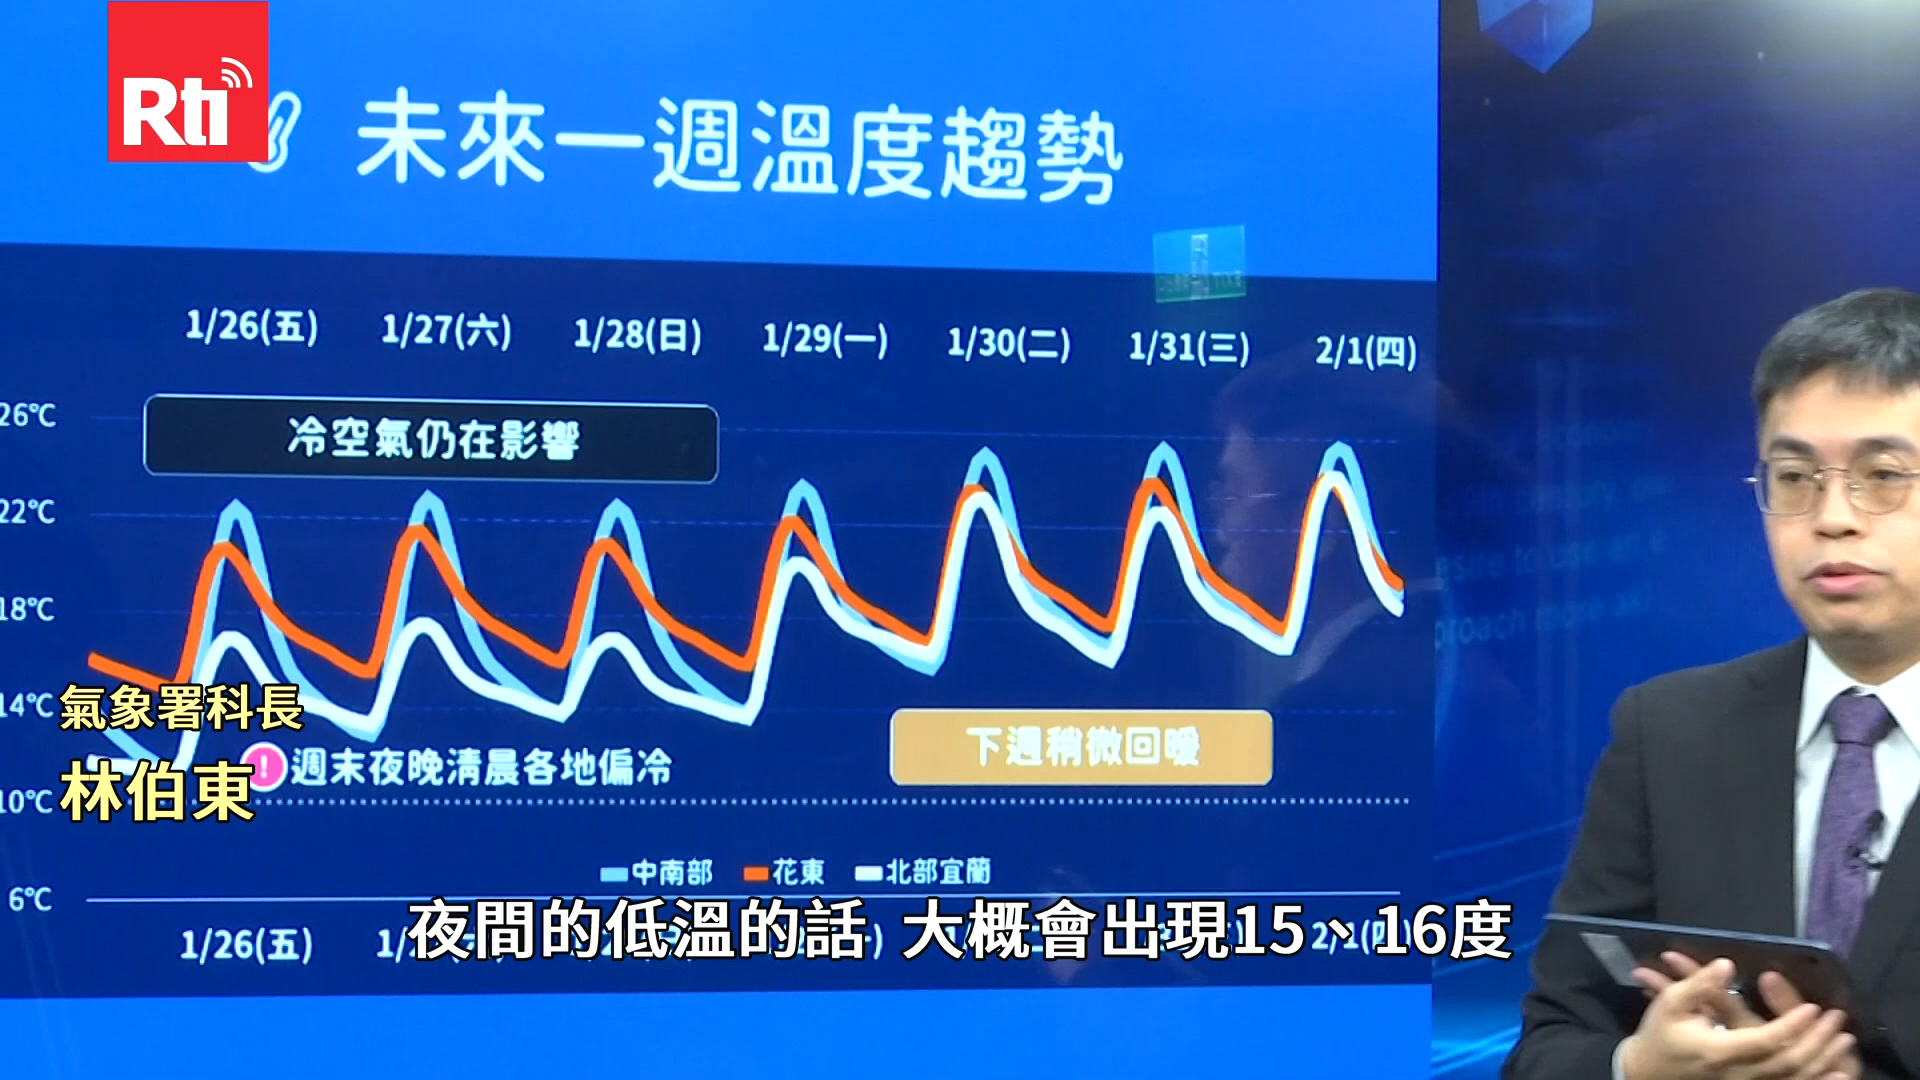 Rti
未來一週溫度趨勢
1/26(五) 1/27(六) 1/28(日) 1/29(一) 1/30(二) 1/31(三) 2/1(四)
26°C
冷空氣仍在影響
22°C
18°C
14°C
氣象署科長
下週稍微回暖
週末夜晚清晨各地偏冷
林伯東
10°C
中南部 花東 北部宜蘭
6°C
夜間的低溫的話 大概會出現15、16度
1/26(五) 2/1(四)